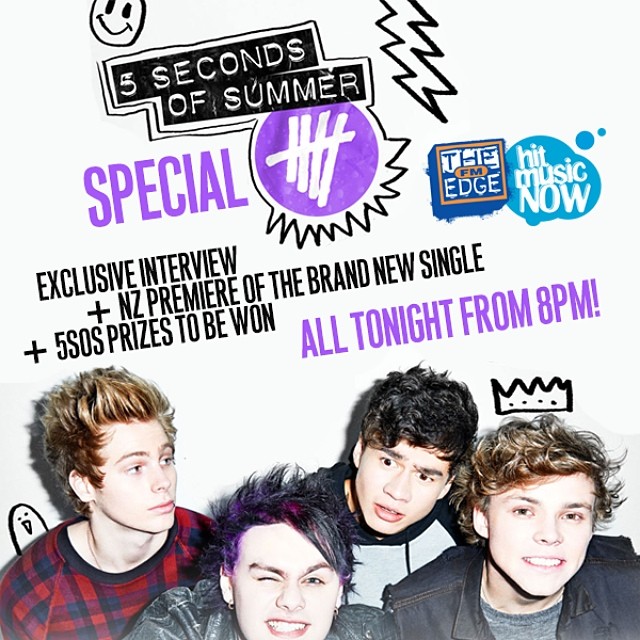 5 SECONDS
OF SUMMER
SPECIAL
THE
FM
EDGE
hit
music
NOW
EXCLUSIVE INTERVIEW
+ NZ PREMIERE OF THE BRAND NEW SINGLE
+ 5SOS PRIZES TO BE WON
ALL TONIGHT FROM 8PM!